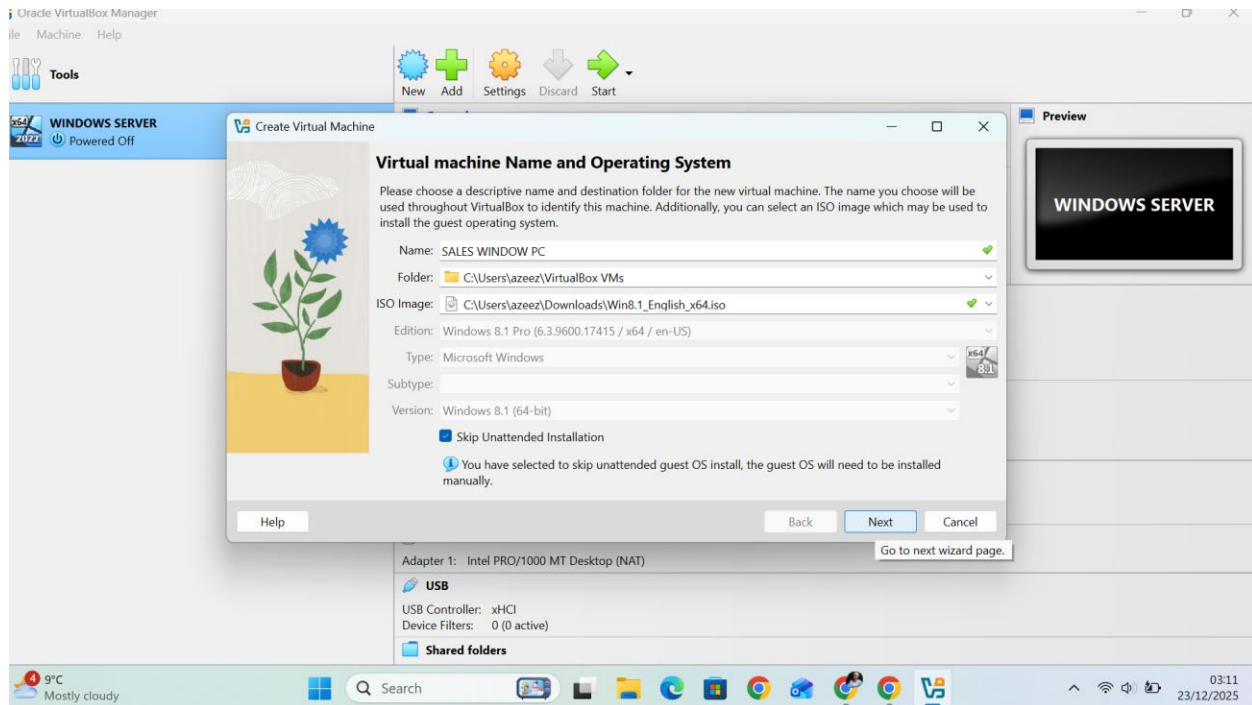 Oracle VirtualBox Manager
Machine Help
Tools
New Add Settings Discard Start
WINDOWS SERVER
Powered Off
x64
2022
Preview
WINDOWS SERVER
Create Virtual Machine
Virtual machine Name and Operating System
Please choose a descriptive name and destination folder for the new virtual machine. The name you choose will be
used throughout VirtualBox to identify this machine. Additionally, you can select an ISO image which may be used to
install the guest operating system.
Name: SALES WINDOW PC
Folder: C:\Users\azeez\VirtualBox VMs
ISO Image: C:\Users\azeez\Downloads\Win8.1_English_x64.iso
Edition: Windows 8.1 Pro (6.3.9600.17415 / x64 / en-US)
Type: Microsoft Windows
x64
8.1
Subtype:
Version: Windows 8.1 (64-bit)
Skip Unattended Installation
You have selected to skip unattended guest OS install, the guest OS will need to be installed
manually.
Help Back Next Cancel
Go to next wizard page.
Adapter 1: Intel PRO/1000 MT Desktop (NAT)
USB
USB Controller: xHCI
Device Filters: 0 (0 active)
Shared folders
4
9°C
Mostly cloudy
Search
03:11
23/12/2025